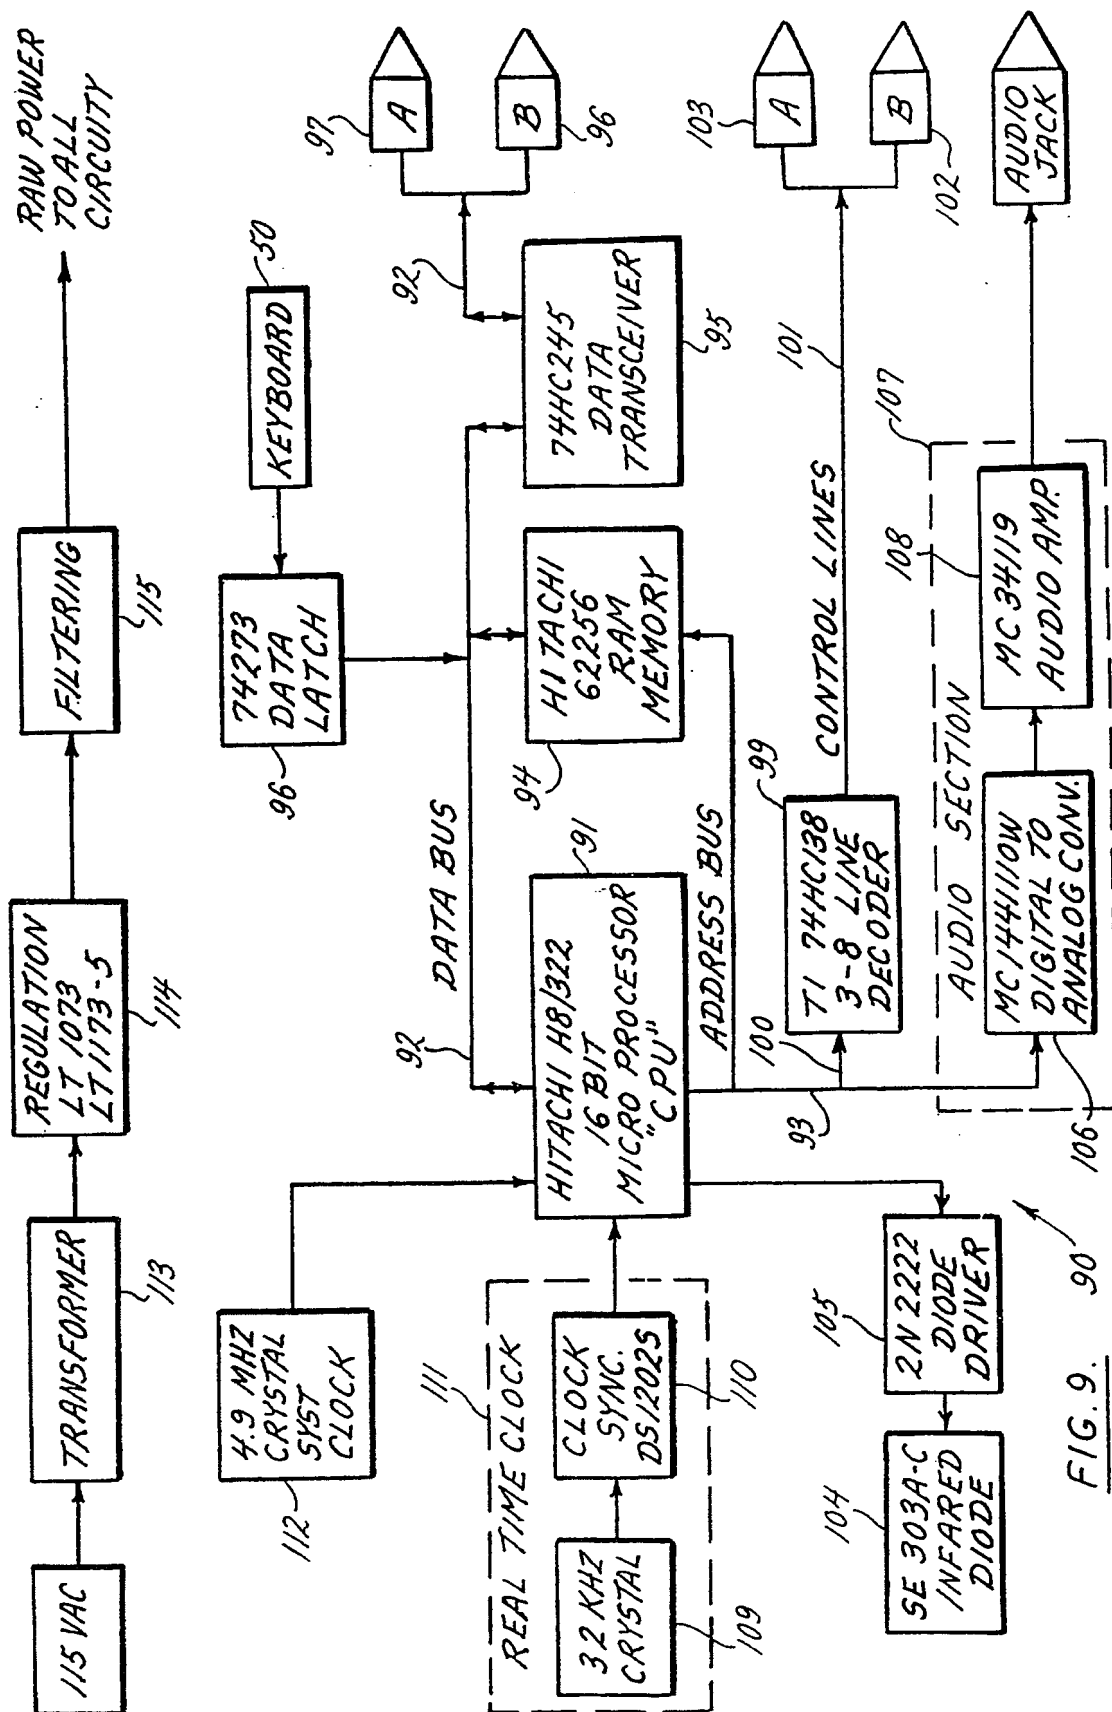 115 VAC
TRANSFORMER
113
REGULATION
LT 1073
LT1173-5
114
FILTERING
115
RAW POWER
TO ALL
CIRCUITY
4.9 MHZ
CRYSTAL
SYST
CLOCK
112
74273
DATA
LATCH
96
KEYBOARD
50
REAL TIME CLOCK
111
32 KHZ
CRYSTAL
109
CLOCK
SYNC.
DS1202S
110
HITACHI H8/322
16 BIT
MICRO PROCESSOR
"CPU"
91
92
DATA BUS
HITACHI
62256
RAM
MEMORY
94
74HC245
DATA
TRANSCEIVER
95
92
A
97
B
96
ADDRESS BUS
93
100
TI 74HC138
3-8 LINE
DECODER
99
CONTROL LINES
101
A
103
B
102
SE 303A-C
INFARED
DIODE
104
2N 2222
DIODE
DRIVER
105
AUDIO SECTION
107
MC144110W
DIGITAL TO
ANALOG CONV.
106
MC 34119
AUDIO AMP.
108
AUDIO
JACK
90
FIG. 9.